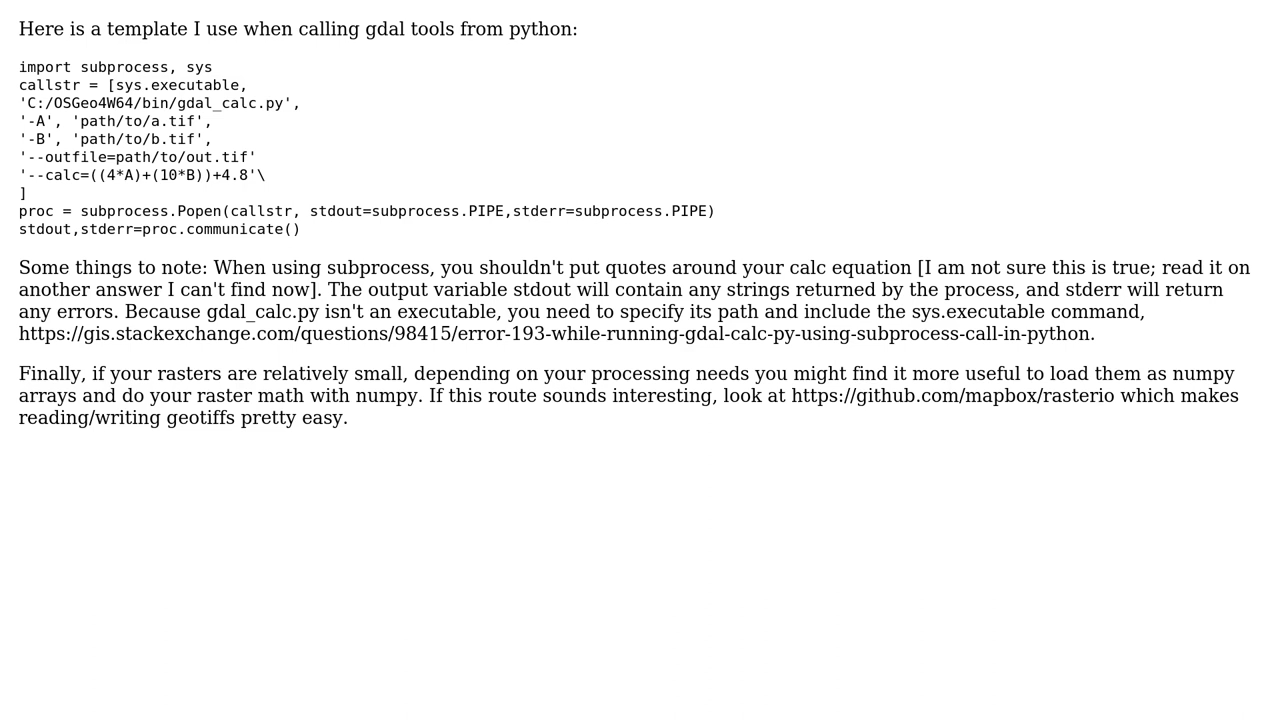 Here is a template I use when calling gdal tools from python:
import subprocess, sys
callstr = [sys.executable,
'C:/OSGeo4W64/bin/gdal_calc.py',
'-A', 'path/to/a.tif',
'-B', 'path/to/b.tif',
'--outfile=path/to/out.tif'
'--calc=((4*A)+(10*B))+4.8'\
]
proc = subprocess.Popen(callstr, stdout=subprocess.PIPE,stderr=subprocess.PIPE)
stdout,stderr=proc.communicate()
Some things to note: When using subprocess, you shouldn't put quotes around your calc equation [I am not sure this is true; read it on
another answer I can't find now]. The output variable stdout will contain any strings returned by the process, and stderr will return
any errors. Because gdal_calc.py isn't an executable, you need to specify its path and include the sys.executable command,
https://gis.stackexchange.com/questions/98415/error-193-while-running-gdal-calc-py-using-subprocess-call-in-python.
Finally, if your rasters are relatively small, depending on your processing needs you might find it more useful to load them as numpy
arrays and do your raster math with numpy. If this route sounds interesting, look at https://github.com/mapbox/rasterio which makes
reading/writing geotiffs pretty easy.